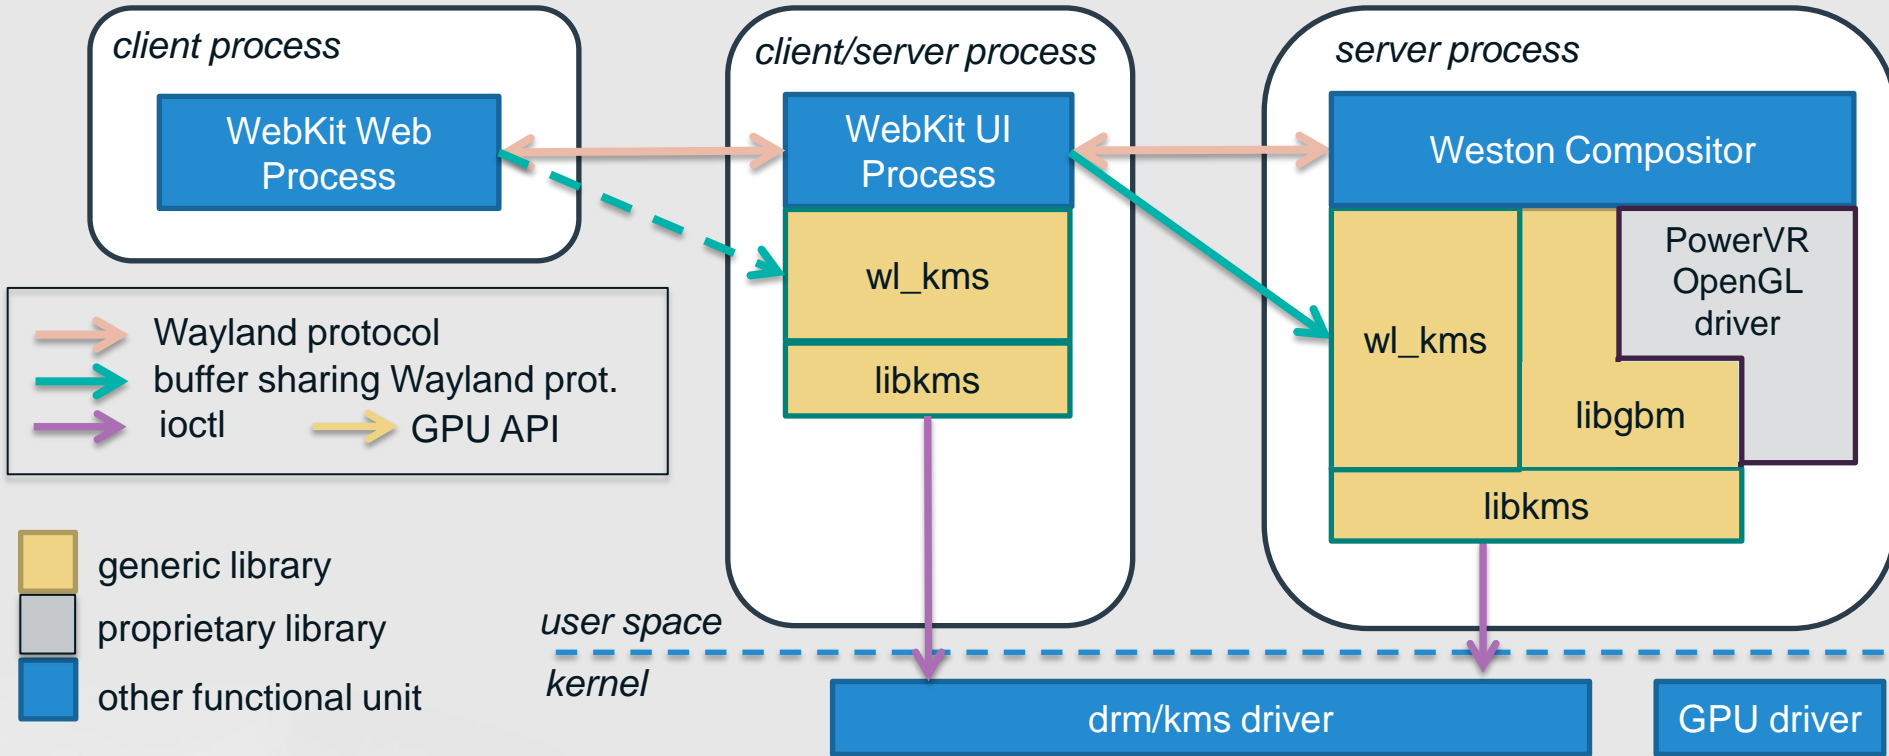 client process
WebKit Web
Process
client/server process
WebKit UI
Process
wl_kms
libkms
server process
Weston Compositor
wl_kms
PowerVR
OpenGL
driver
libgbm
libkms
Wayland protocol
buffer sharing Wayland prot.
ioctl
GPU API
generic library
proprietary library
other functional unit
user space
kernel
drm/kms driver
GPU driver